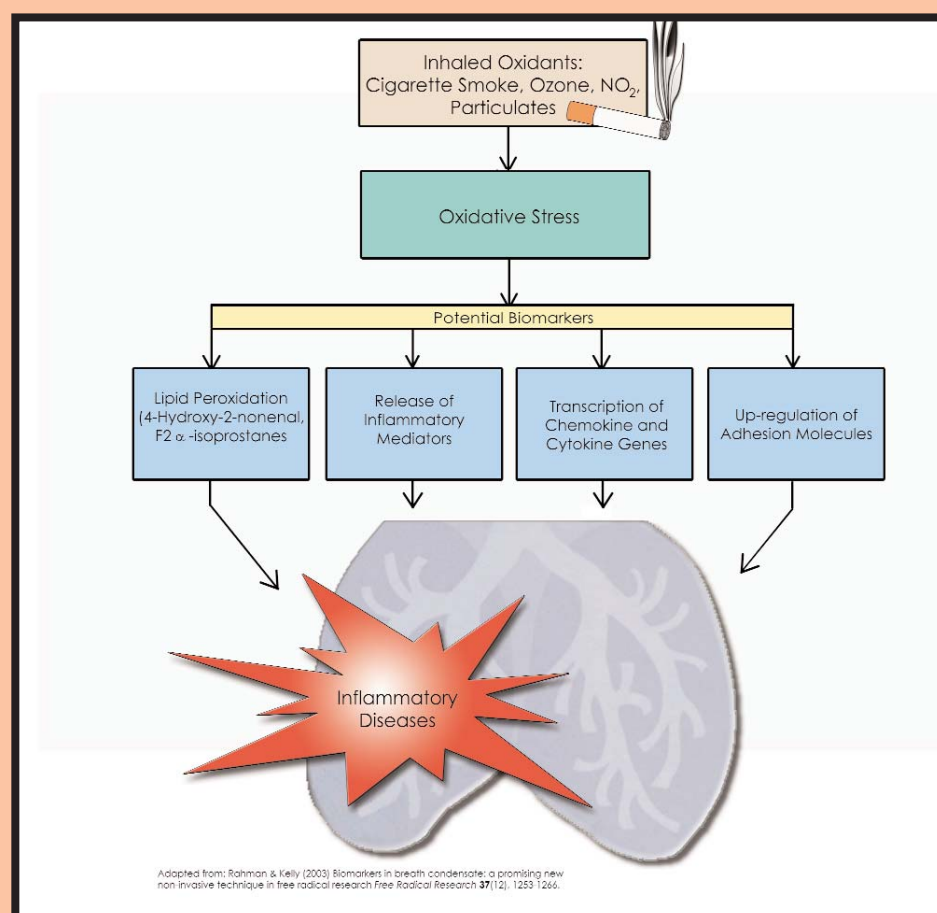 Inhaled Oxidants:
Cigarette Smoke, Ozone, NO₂,
Particulates
Oxidative Stress
Potential Biomarkers
Lipid Peroxidation
(4-Hydroxy-2-nonenal,
F2 α-isoprostanes
Release of
Inflammatory
Mediators
Transcription of
Chemokine and
Cytokine Genes
Up-regulation of
Adhesion Molecules
Inflammatory
Diseases
Adapted from: Rahman & Kelly (2003) Biomarkers in breath condensate: a promising new
non-invasive technique in free radical research Free Radical Research 37(12). 1253-1266.